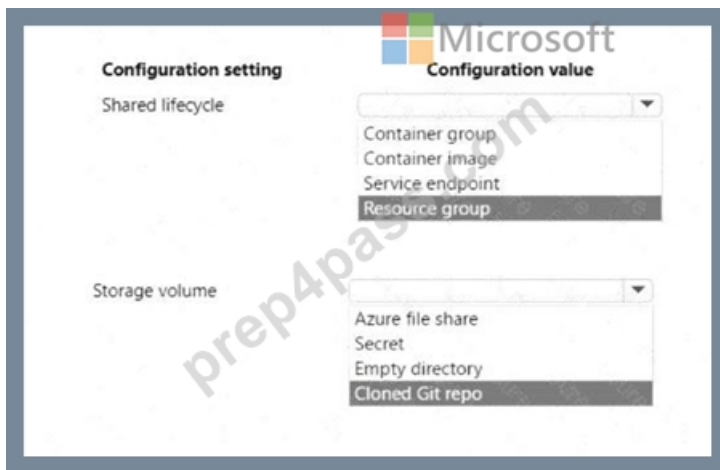 Microsoft
Configuration setting Configuration value
Shared lifecycle
Container group
Container image
Service endpoint
Resource group
Storage volume
Azure file share
Secret
Empty directory
Cloned Git repo
prep4pass.com